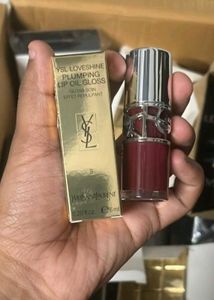 YSL LOVESHINE
PLUMPING
LIP OIL GLOSS
GLOSS SOIN
EFFET REPULPANT
YSL
YVES SAINT LAURENT